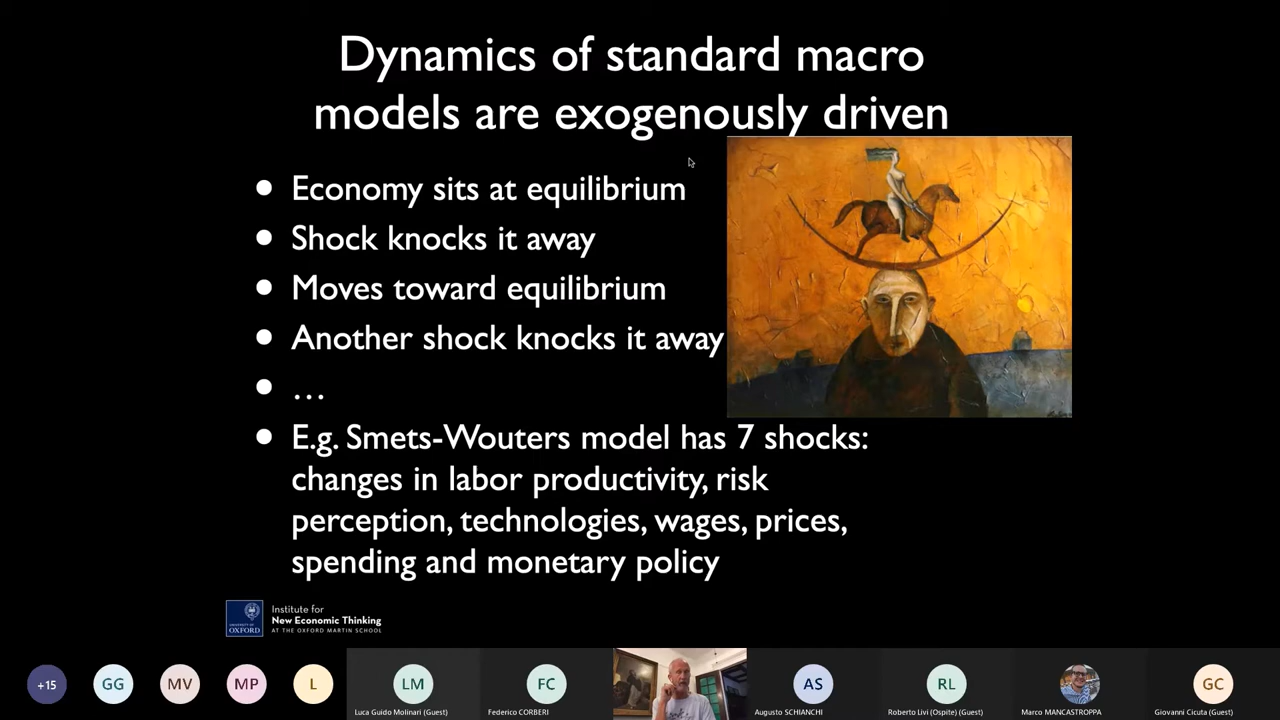 Dynamics of standard macro
models are exogenously driven
Economy sits at equilibrium
Shock knocks it away
Moves toward equilibrium
Another shock knocks it away
…
E.g. Smets-Wouters model has 7 shocks:
changes in labor productivity, risk
perception, technologies, wages, prices,
spending and monetary policy
UNIVERSITY OF
OXFORD
Institute for
New Economic Thinking
AT THE OXFORD MARTIN SCHOOL
+15
GG
MV
MP
L
LM
FC
AS
RL
GC
Luca Guido Molinari (Guest)
Federico CORBERI
Augusto SCHIANCHI
Roberto Livi (Ospite) (Guest)
Marco MANCASTROPPA
Giovanni Cicuta (Guest)